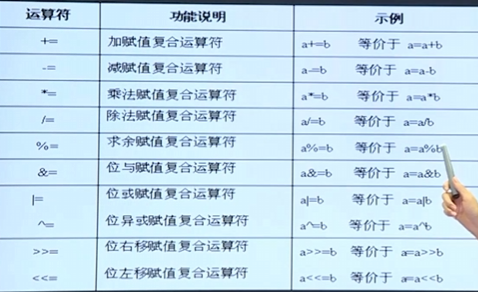 运算符 功能说明 示例
+= 加赋值复合运算符 a+=b 等价于 a=a+b
-= 减赋值复合运算符 a-=b 等价于 a=a-b
*= 乘法赋值复合运算符 a*=b 等价于 a=a*b
/= 除法赋值复合运算符 a/=b 等价于 a=a/b
%= 求余赋值复合运算符 a%=b 等价于 a=a%b
&= 位与赋值复合运算符 a&=b 等价于 a=a&b
|= 位或赋值复合运算符 a|=b 等价于 a=a|b
^= 位异或赋值复合运算符 a^=b 等价于 a=a^b
>>= 位右移赋值复合运算符 a>>=b 等价于 a=a>>b
<<= 位左移赋值复合运算符 a<<=b 等价于 a=a<<b